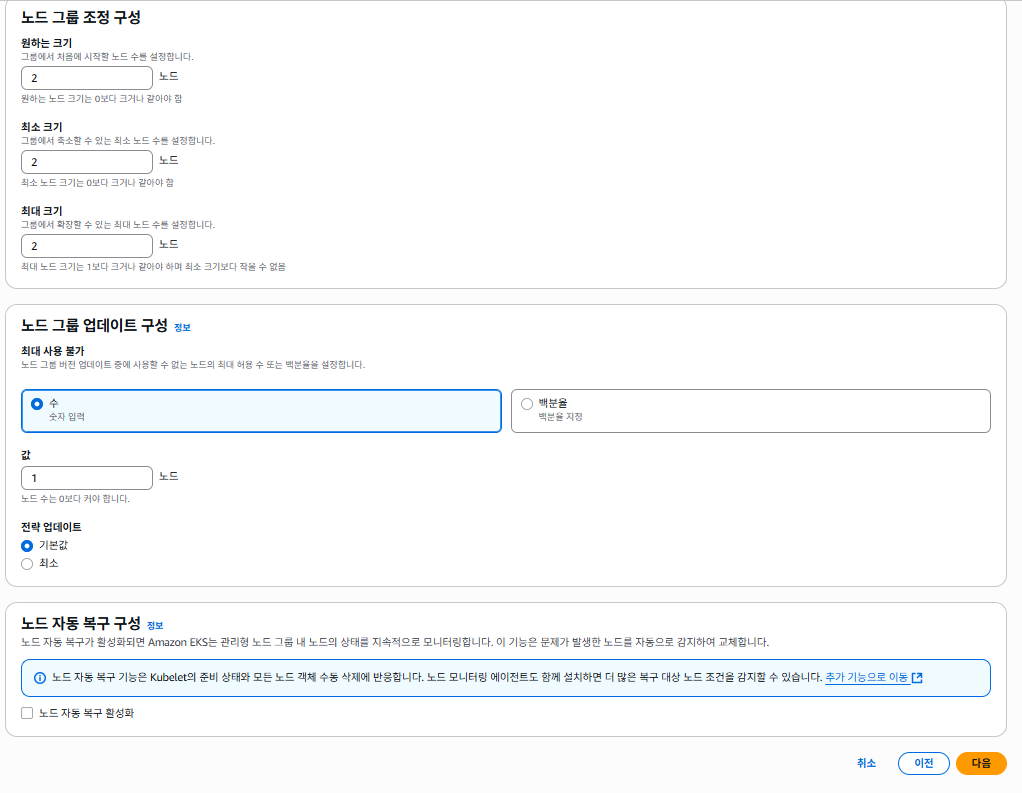 노드 그룹 조정 구성
원하는 크기
그룹에서 처음에 시작할 노드 수를 설정합니다.
2 노드
원하는 노드 크기는 0보다 크거나 같아야 함
최소 크기
그룹에서 축소할 수 있는 최소 노드 수를 설정합니다.
2 노드
최소 노드 크기는 0보다 크거나 같아야 함
최대 크기
그룹에서 확장할 수 있는 최대 노드 수를 설정합니다.
2 노드
최대 노드 크기는 1보다 크거나 같아야 하며 최소 크기보다 작을 수 없음
노드 그룹 업데이트 구성 정보
최대 사용 불가
노드 그룹 버전 업데이트 중에 사용할 수 없는 노드의 최대 허용 수 또는 백분율을 설정합니다.
수
숫자 입력
백분율
백분율 지정
값
1 노드
노드 수는 0보다 커야 합니다.
전략 업데이트
기본값
최소
노드 자동 복구 구성 정보
노드 자동 복구가 활성화되면 Amazon EKS는 관리형 노드 그룹 내 노드의 상태를 지속적으로 모니터링합니다. 이 기능은 문제가 발생한 노드를 자동으로 감지하여 교체합니다.
노드 자동 복구 기능은 Kubelet의 준비 상태와 모든 노드 객체 수동 삭제에 반응합니다. 노드 모니터링 에이전트도 함께 설치하면 더 많은 복구 대상 노드 조건을 감지할 수 있습니다. 추가 기능으로 이동
노드 자동 복구 활성화
취소 이전 다음